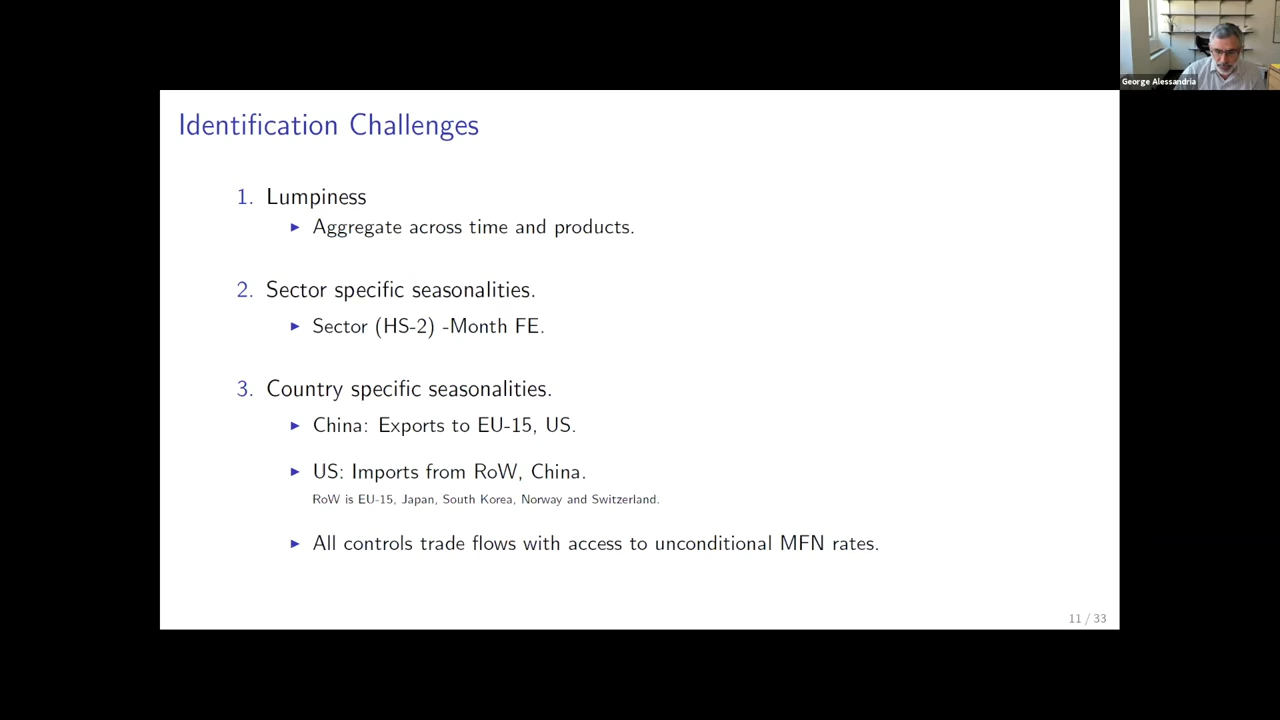 George Alessandria
Identification Challenges
1. Lumpiness
▶ Aggregate across time and products.
2. Sector specific seasonalities.
▶ Sector (HS-2) -Month FE.
3. Country specific seasonalities.
▶ China: Exports to EU-15, US.
▶ US: Imports from RoW, China.
RoW is EU-15, Japan, South Korea, Norway and Switzerland.
▶ All controls trade flows with access to unconditional MFN rates.
11 / 33